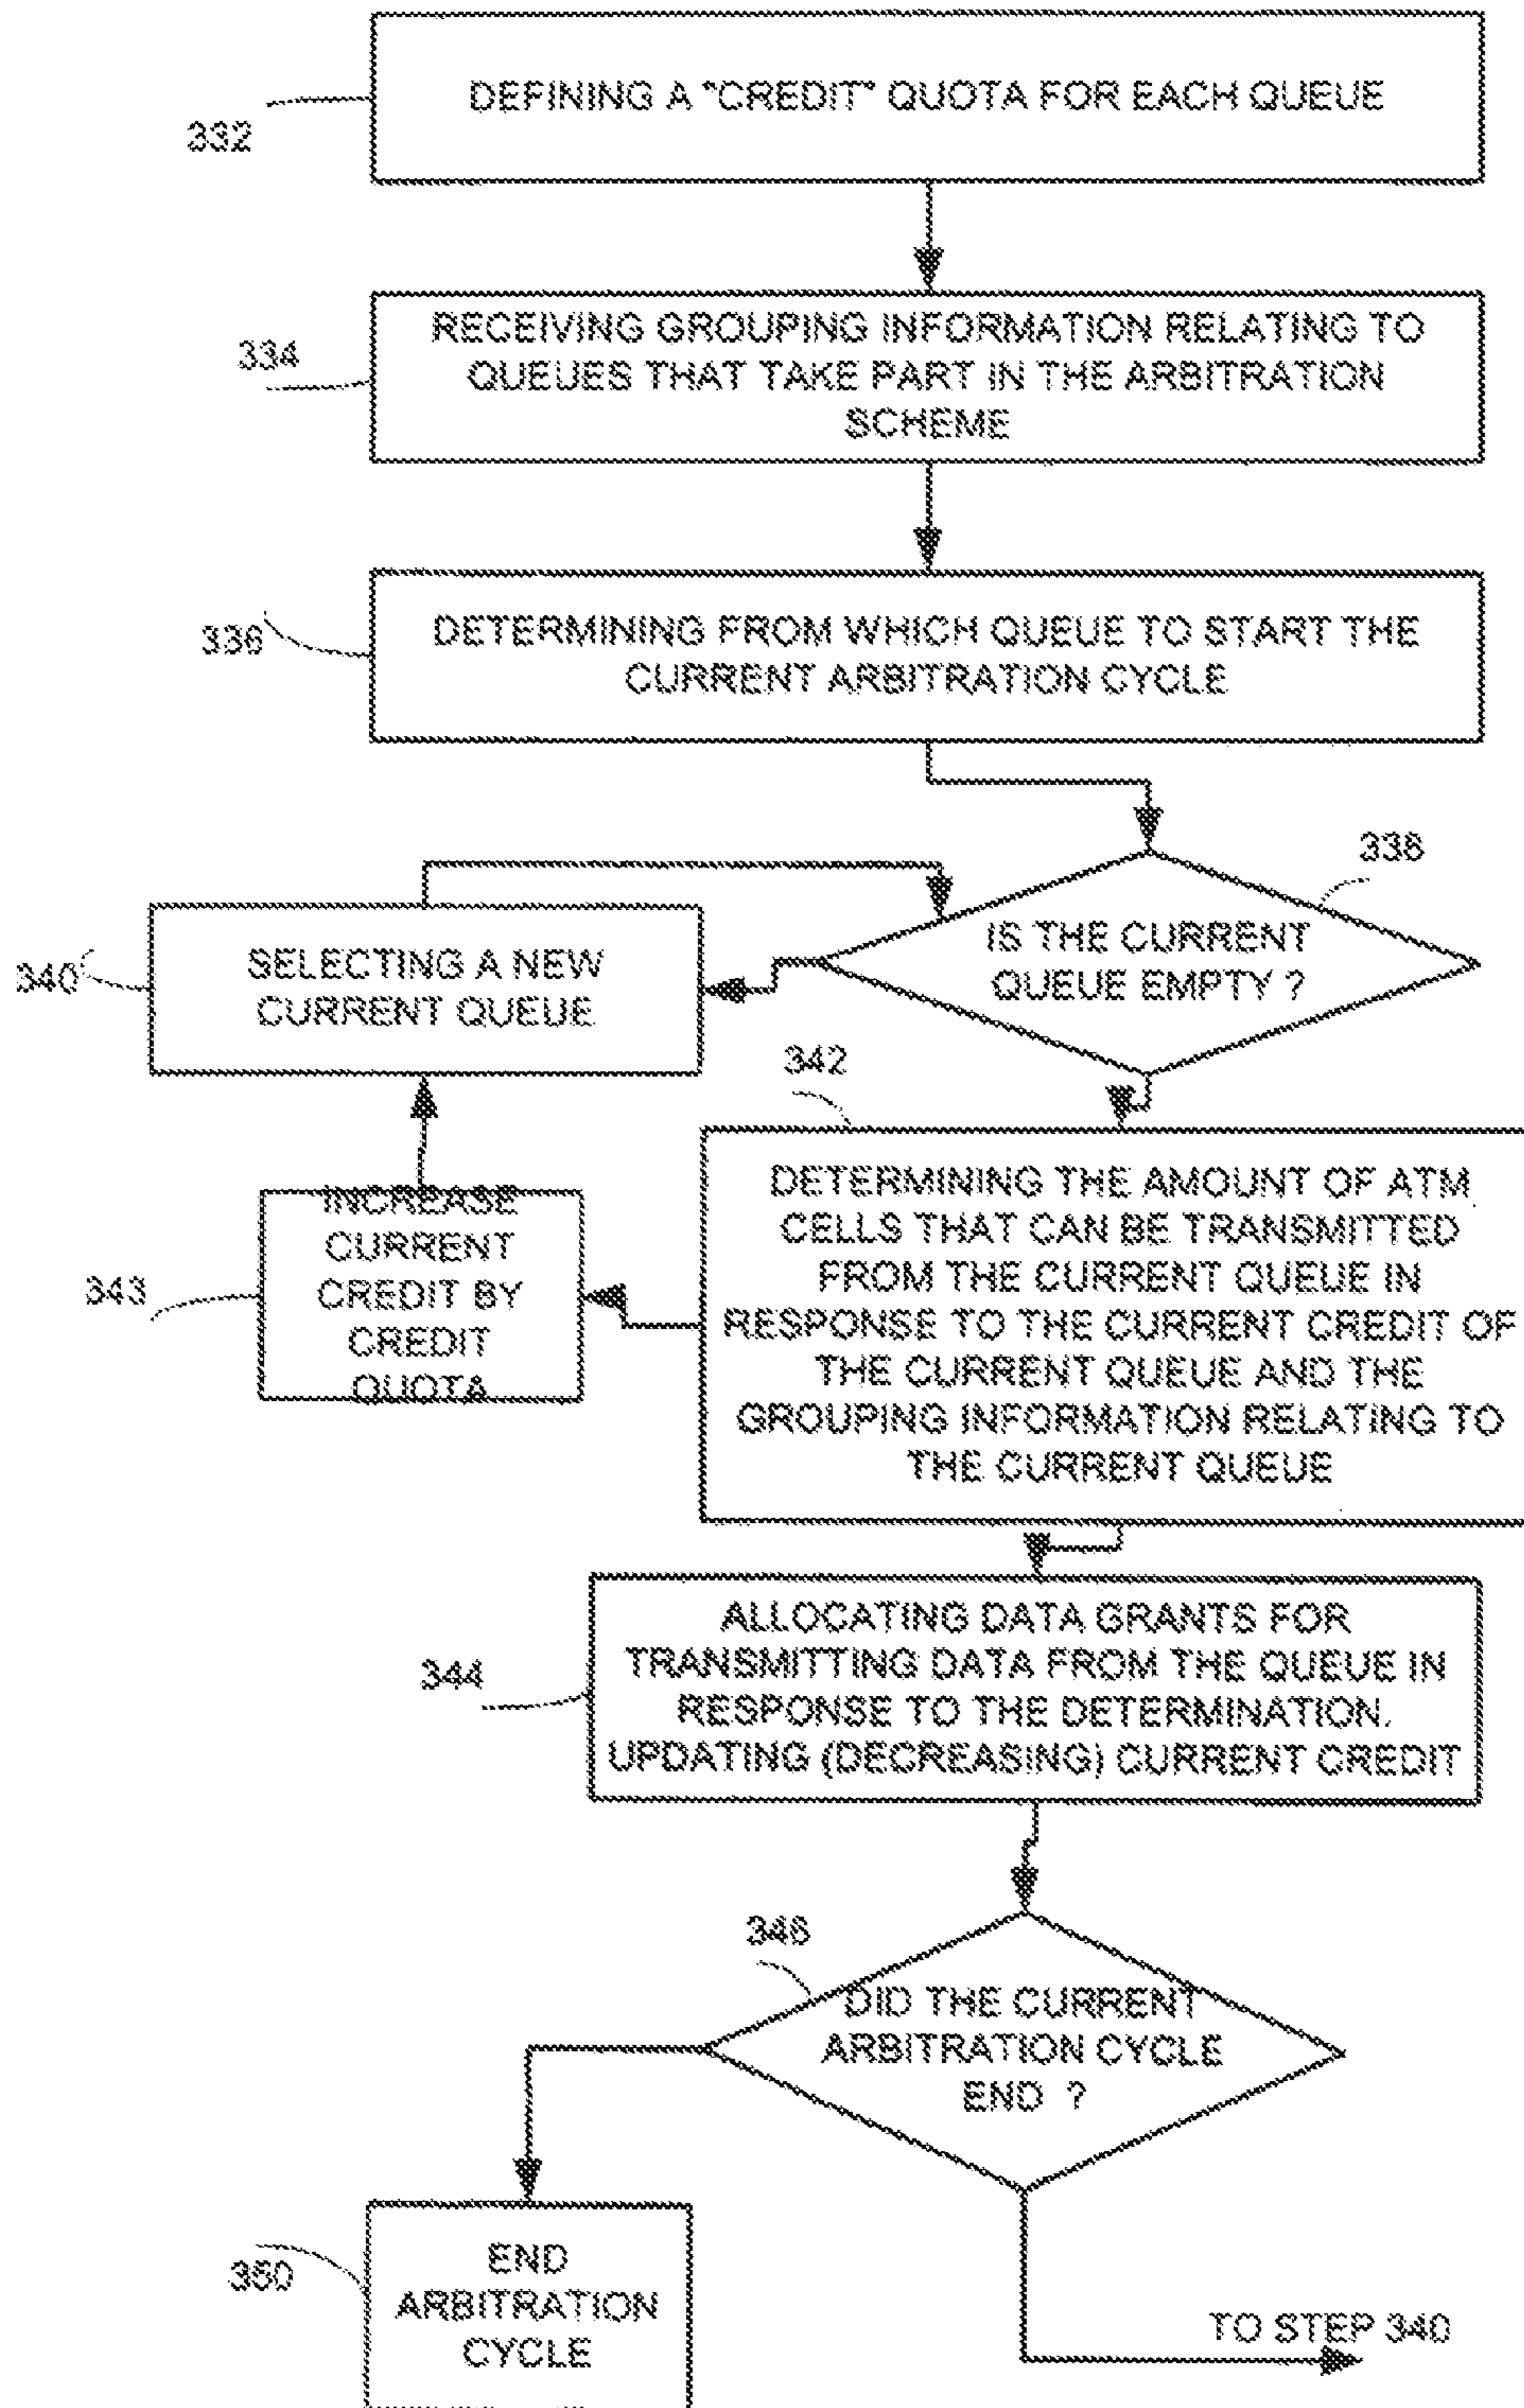 DEFINING A "CREDIT" QUOTA FOR EACH QUEUE
332
RECEIVING GROUPING INFORMATION RELATING TO
QUEUES THAT TAKE PART IN THE ARBITRATION
SCHEME
334
DETERMINING FROM WHICH QUEUE TO START THE
CURRENT ARBITRATION CYCLE
336
338
IS THE CURRENT
QUEUE EMPTY ?
SELECTING A NEW
CURRENT QUEUE
340
342
DETERMINING THE AMOUNT OF ATM
CELLS THAT CAN BE TRANSMITTED
FROM THE CURRENT QUEUE IN
RESPONSE TO THE CURRENT CREDIT OF
THE CURRENT QUEUE AND THE
GROUPING INFORMATION RELATING TO
THE CURRENT QUEUE
INCREASE
CURRENT
CREDIT BY
CREDIT
QUOTA
343
ALLOCATING DATA GRANTS FOR
TRANSMITTING DATA FROM THE QUEUE IN
RESPONSE TO THE DETERMINATION.
UPDATING (DECREASING) CURRENT CREDIT
344
346
DID THE CURRENT
ARBITRATION CYCLE
END ?
END
ARBITRATION
CYCLE
350
TO STEP 340